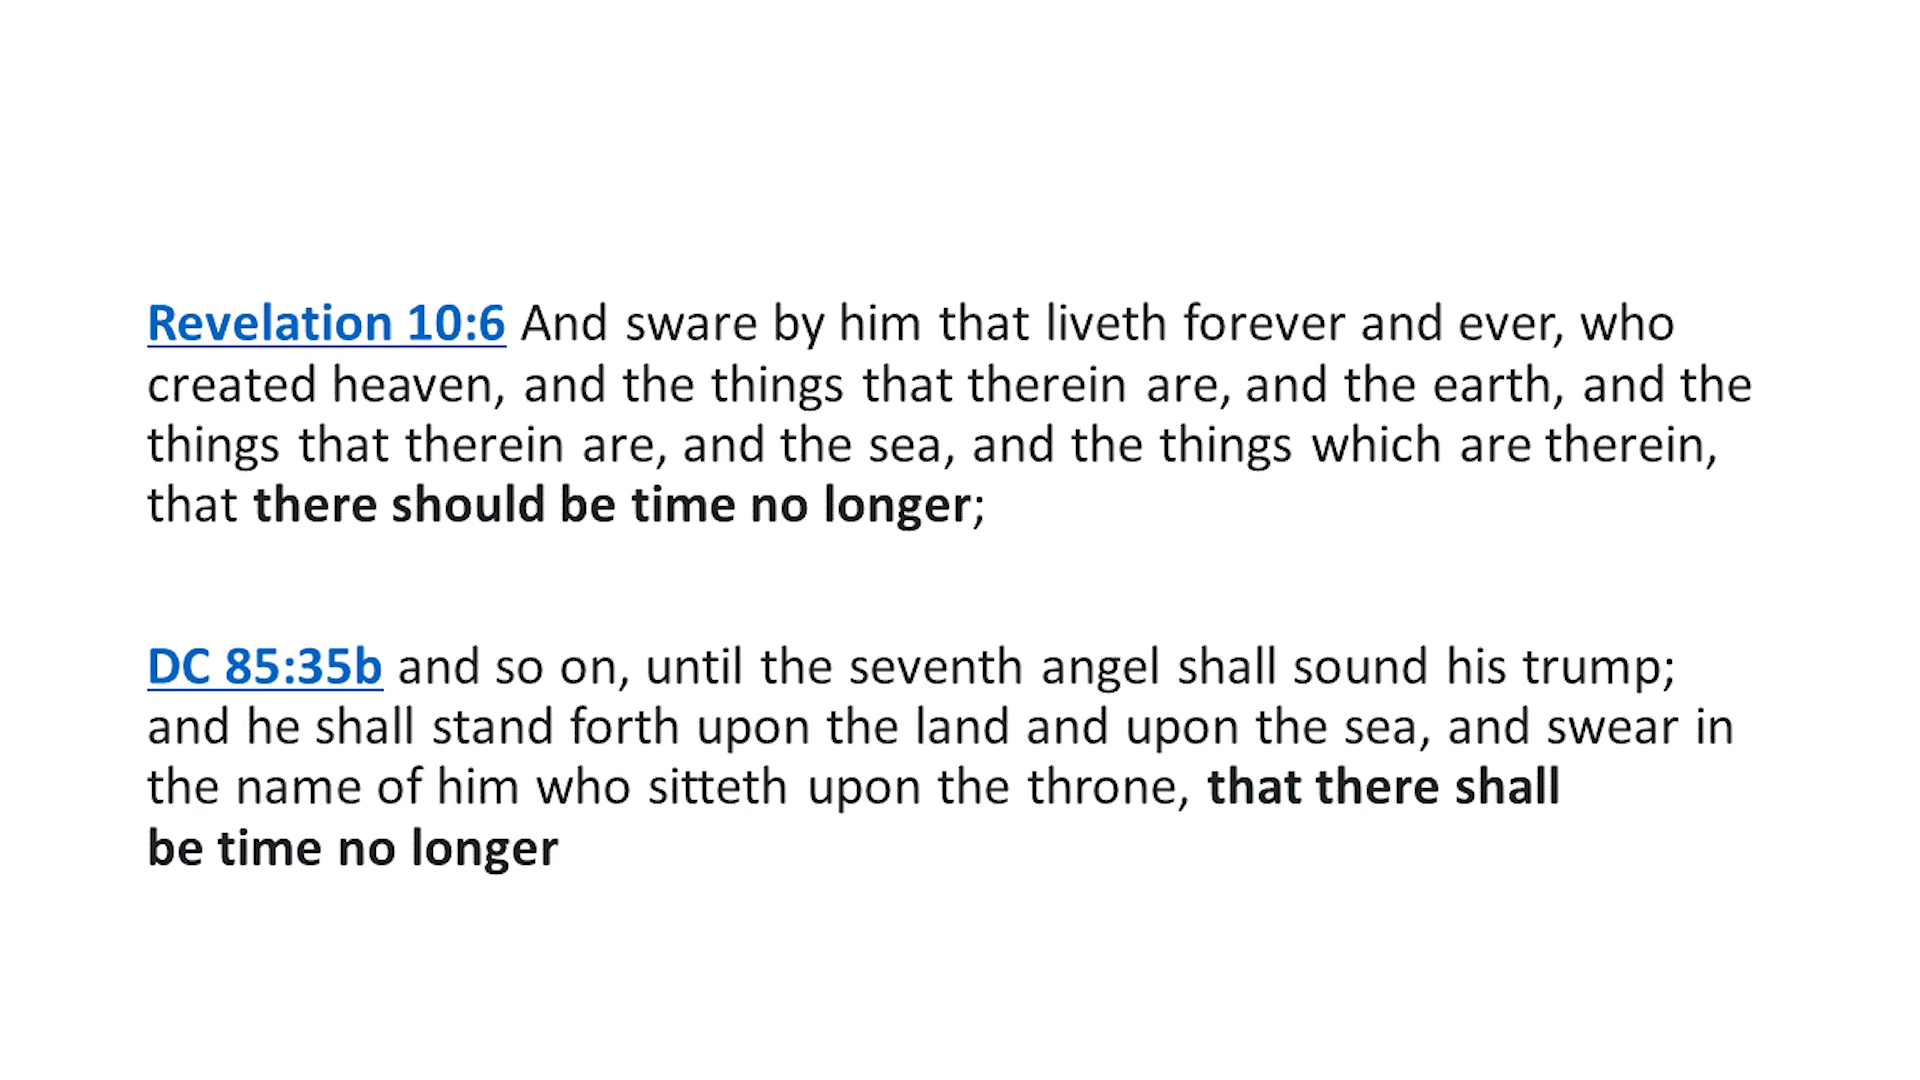 Revelation 10:6 And sware by him that liveth forever and ever, who
created heaven, and the things that therein are, and the earth, and the
things that therein are, and the sea, and the things which are therein,
that there should be time no longer;
DC 85:35b and so on, until the seventh angel shall sound his trump;
and he shall stand forth upon the land and upon the sea, and swear in
the name of him who sitteth upon the throne, that there shall
be time no longer